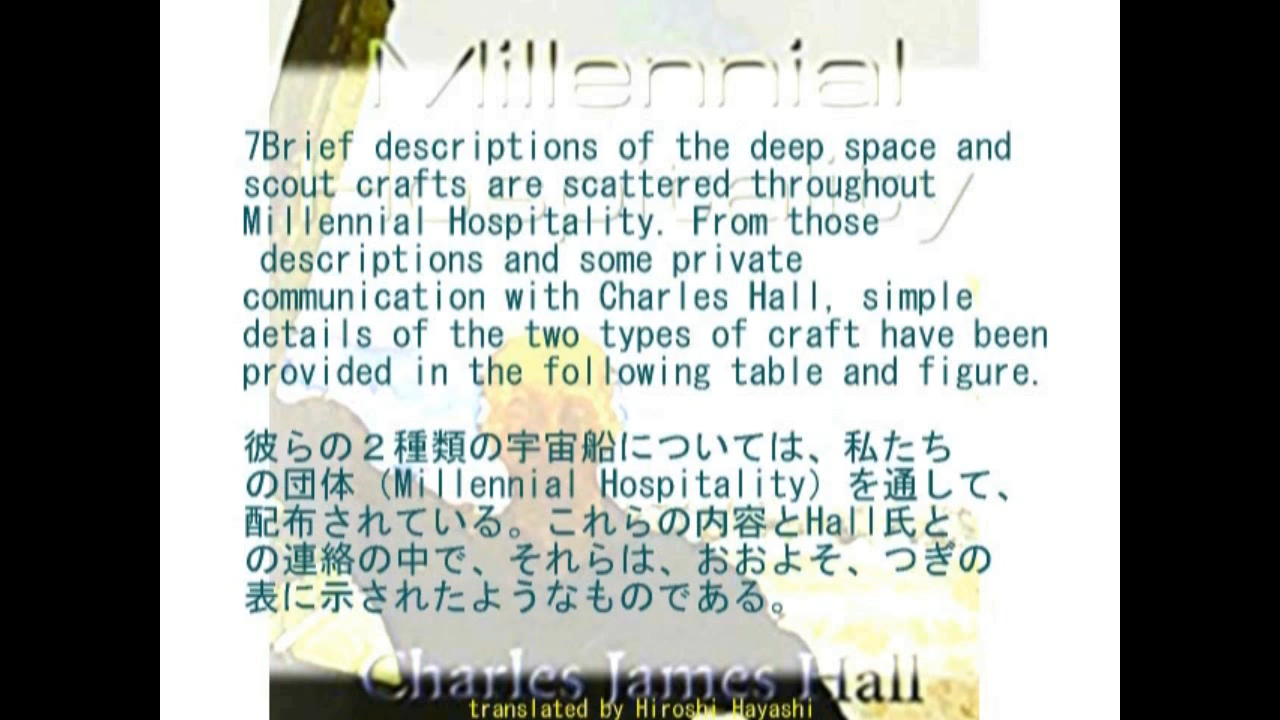 Millennial
Hospitality
7Brief descriptions of the deep space and
scout crafts are scattered throughout
Millennial Hospitality. From those
descriptions and some private
communication with Charles Hall, simple
details of the two types of craft have been
provided in the following table and figure.
彼らの２種類の宇宙船については、私たち
の団体（Millennial Hospitality）を通して、
配布されている。これらの内容とHall氏と
の連絡の中で、それらは、おおよそ、つぎの
表に示されたようなものである。
Charles James Hall
translated by Hiroshi Hayashi